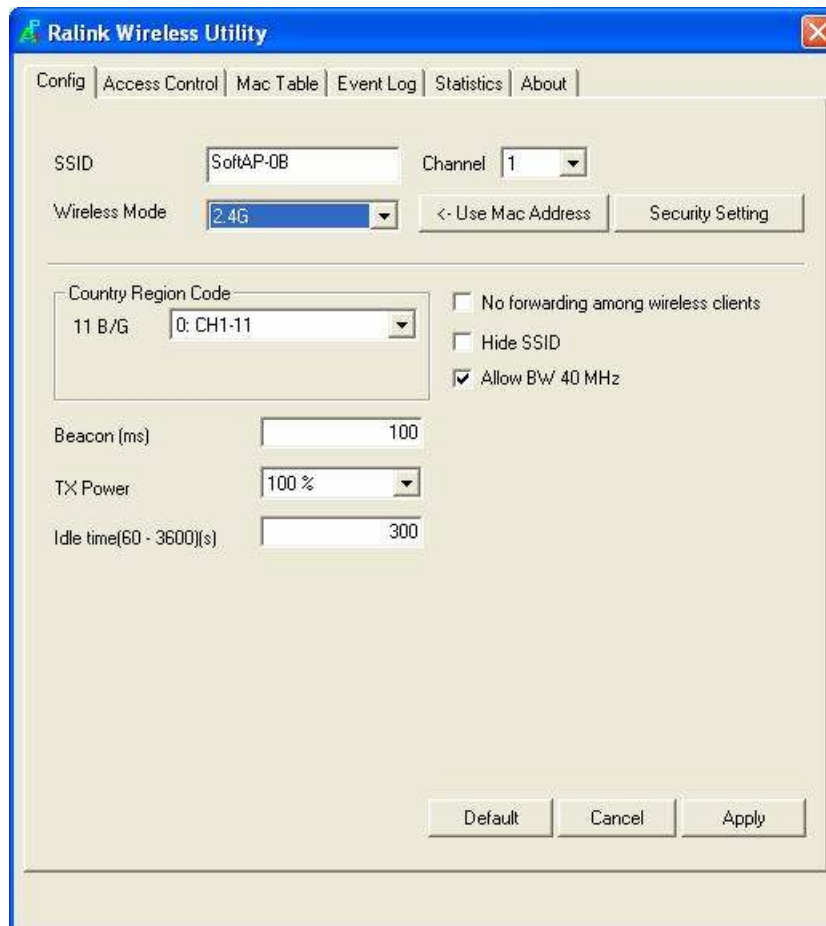 Ralink Wireless Utility
Config Access Control Mac Table Event Log Statistics About
SSID SoftAP-0B Channel 1
Wireless Mode 2.4G <- Use Mac Address Security Setting
Country Region Code
11 B/G 0: CH1-11
No forwarding among wireless clients
Hide SSID
Allow BW 40 MHz
Beacon (ms) 100
TX Power 100 %
Idle time(60 - 3600)(s) 300
Default Cancel Apply